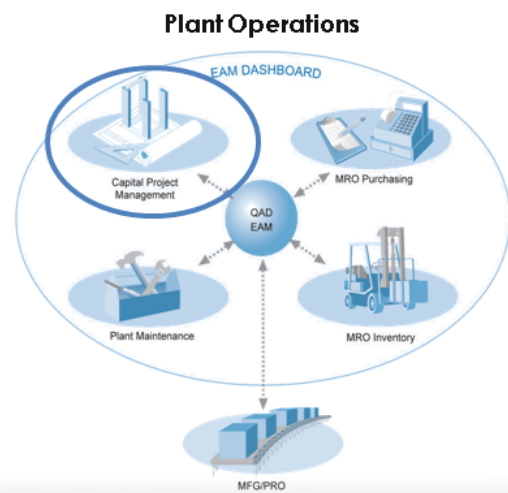 Plant Operations
EAM DASHBOARD
Capital Project
Management
MRO Purchasing
QAD
EAM
Plant Maintenance
MRO Inventory
MFG/PRO